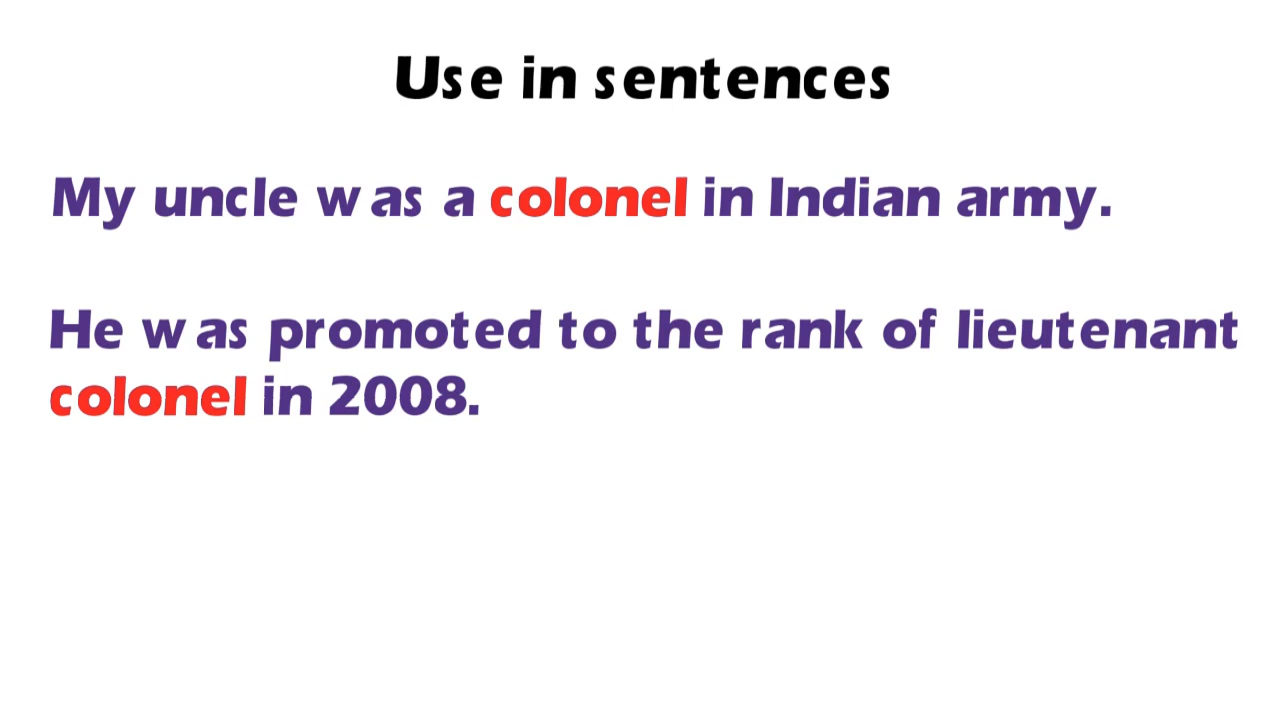 Use in sentences
My uncle was a colonel in Indian army.
He was promoted to the rank of lieutenant
colonel in 2008.